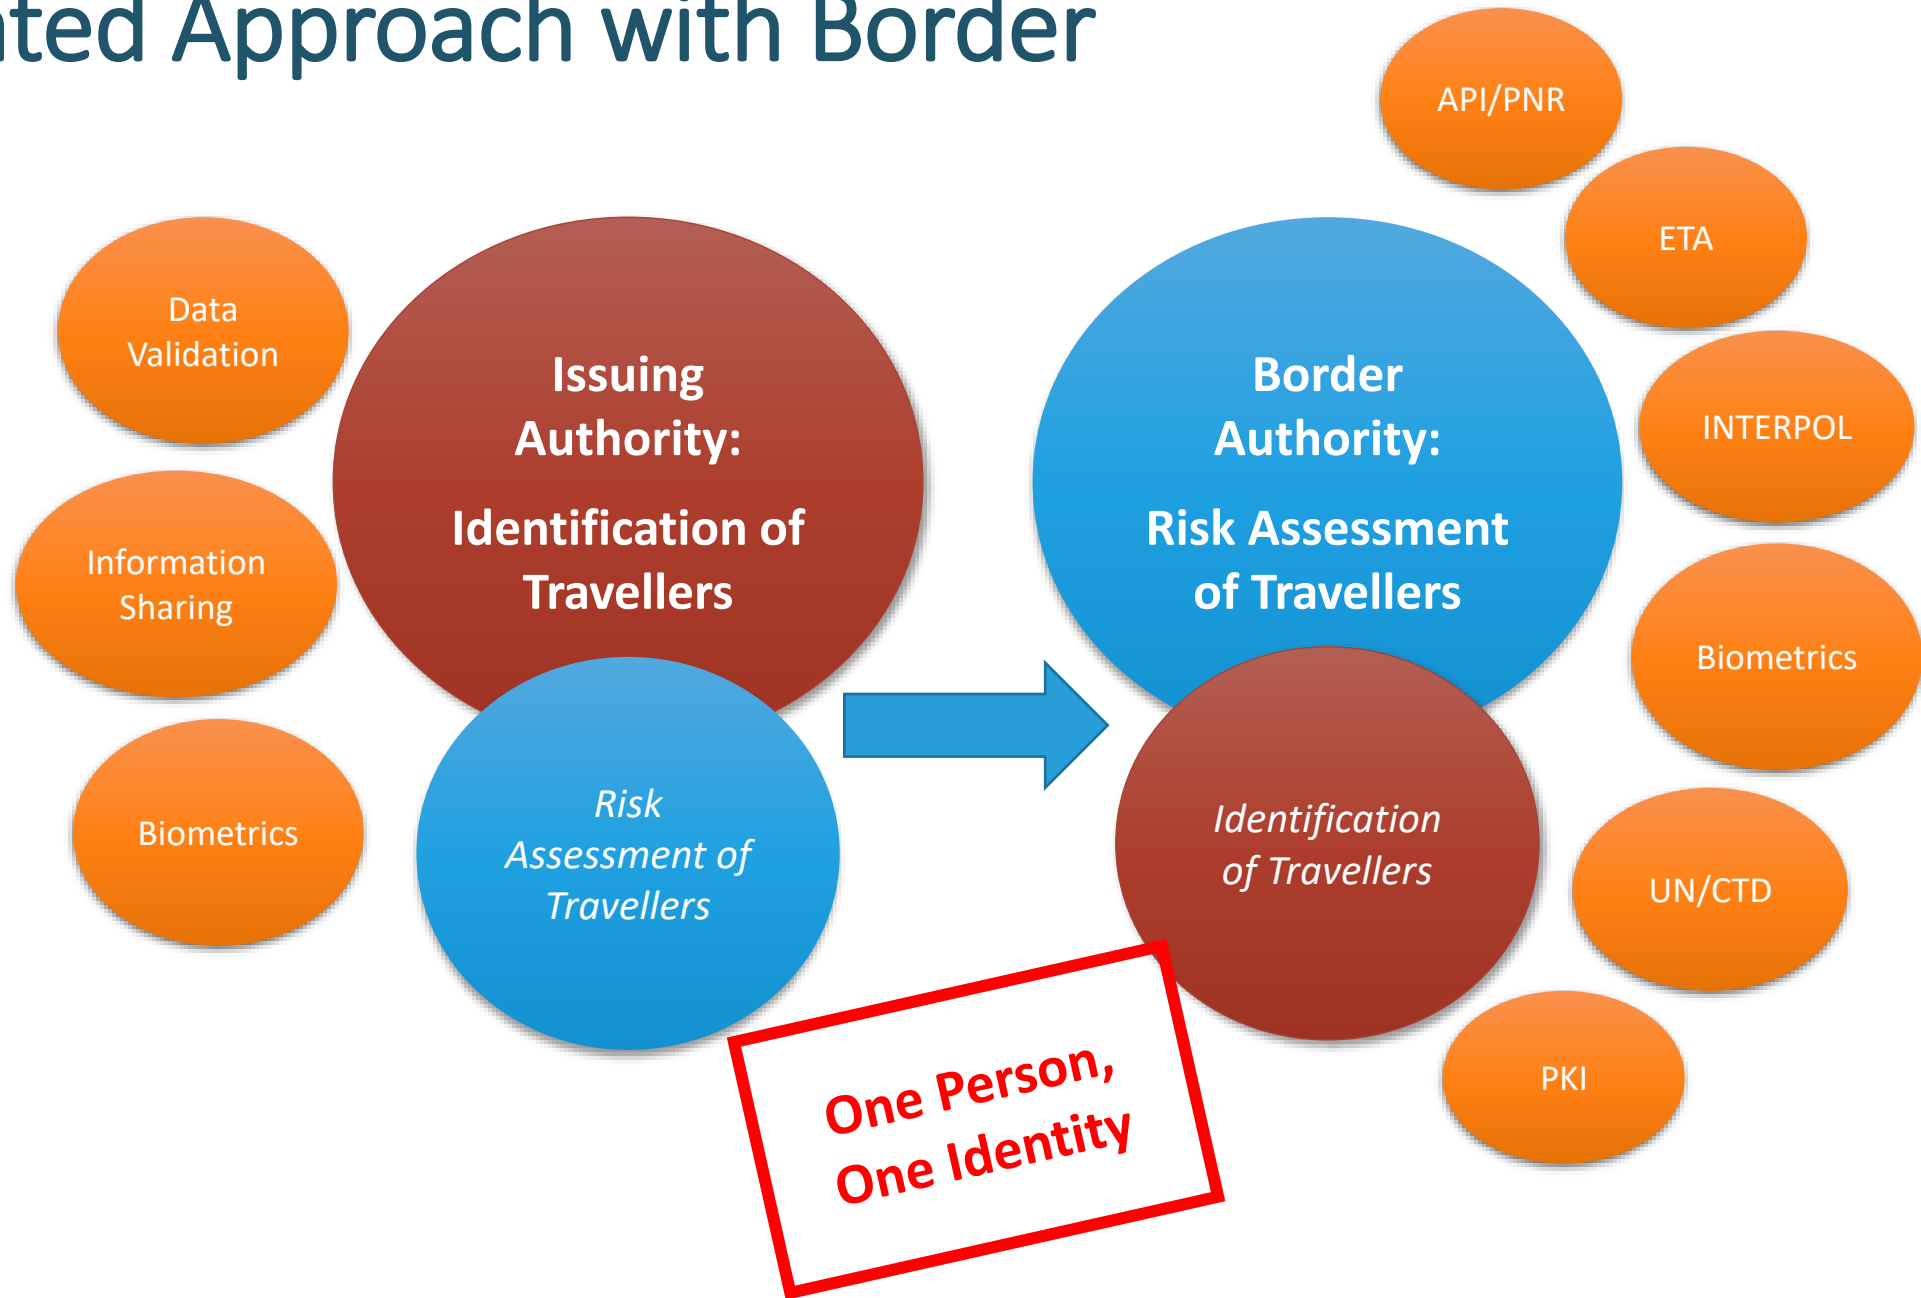 ted Approach with Border
API/PNR
ETA
INTERPOL
Biometrics
UN/CTD
PKI
Data
Validation
Information
Sharing
Biometrics
Issuing
Authority:
Identification of
Travellers
Risk
Assessment of
Travellers
Border
Authority:
Risk Assessment
of Travellers
Identification
of Travellers
One Person,
One Identity